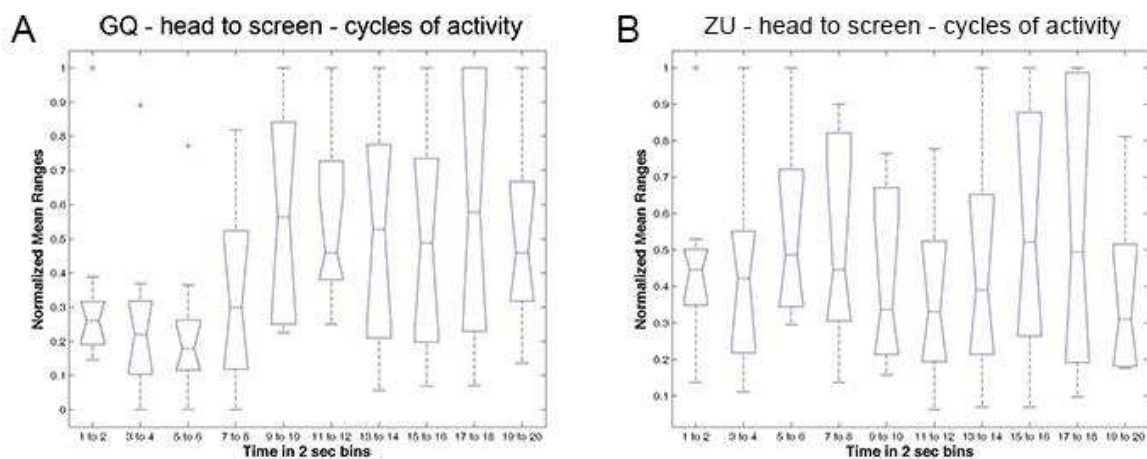 A
GQ - head to screen - cycles of activity
Normalized Mean Ranges
1
0.9
0.8
0.7
0.6
0.5
0.4
0.3
0.2
0.1
0
1 to 2 3 to 4 5 to 6 7 to 8 9 to 10 11 to 12 13 to 14 15 to 16 17 to 18 19 to 20
Time in 2 sec bins
B
ZU - head to screen - cycles of activity
Normalized Mean Ranges
1
0.9
0.8
0.7
0.6
0.5
0.4
0.3
0.2
0.1
1 to 2 3 to 4 5 to 6 7 to 8 9 to 10 11 to 12 13 to 14 15 to 16 17 to 18 19 to 20
Time in 2 sec bins